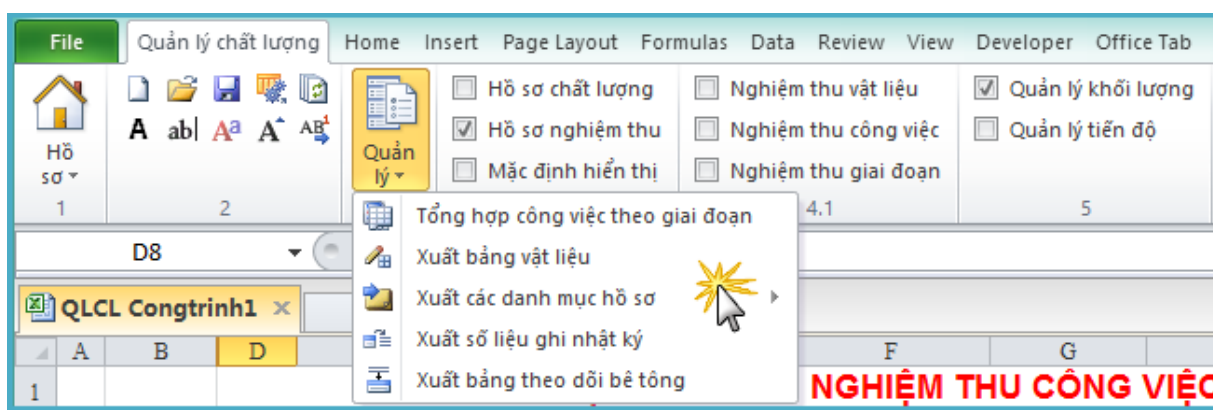 File Quản lý chất lượng Home Insert Page Layout Formulas Data Review View Developer Office Tab
Hồ sơ chất lượng Nghiệm thu vật liệu Quản lý khối lượng
A ab Aa A AB1 Hồ sơ nghiệm thu Nghiệm thu công việc Quản lý tiến độ
Hồ sơ Quản lý Mặc định hiển thị Nghiệm thu giai đoạn
1 2 4.1 5
Tổng hợp công việc theo giai đoạn
D8 Xuất bảng vật liệu
QLCL Congtrinh1 Xuất các danh mục hồ sơ
Xuất số liệu ghi nhật ký
A B D F G
Xuất bảng theo dõi bê tông
1 NGHIỆM THU CÔNG VIỆC